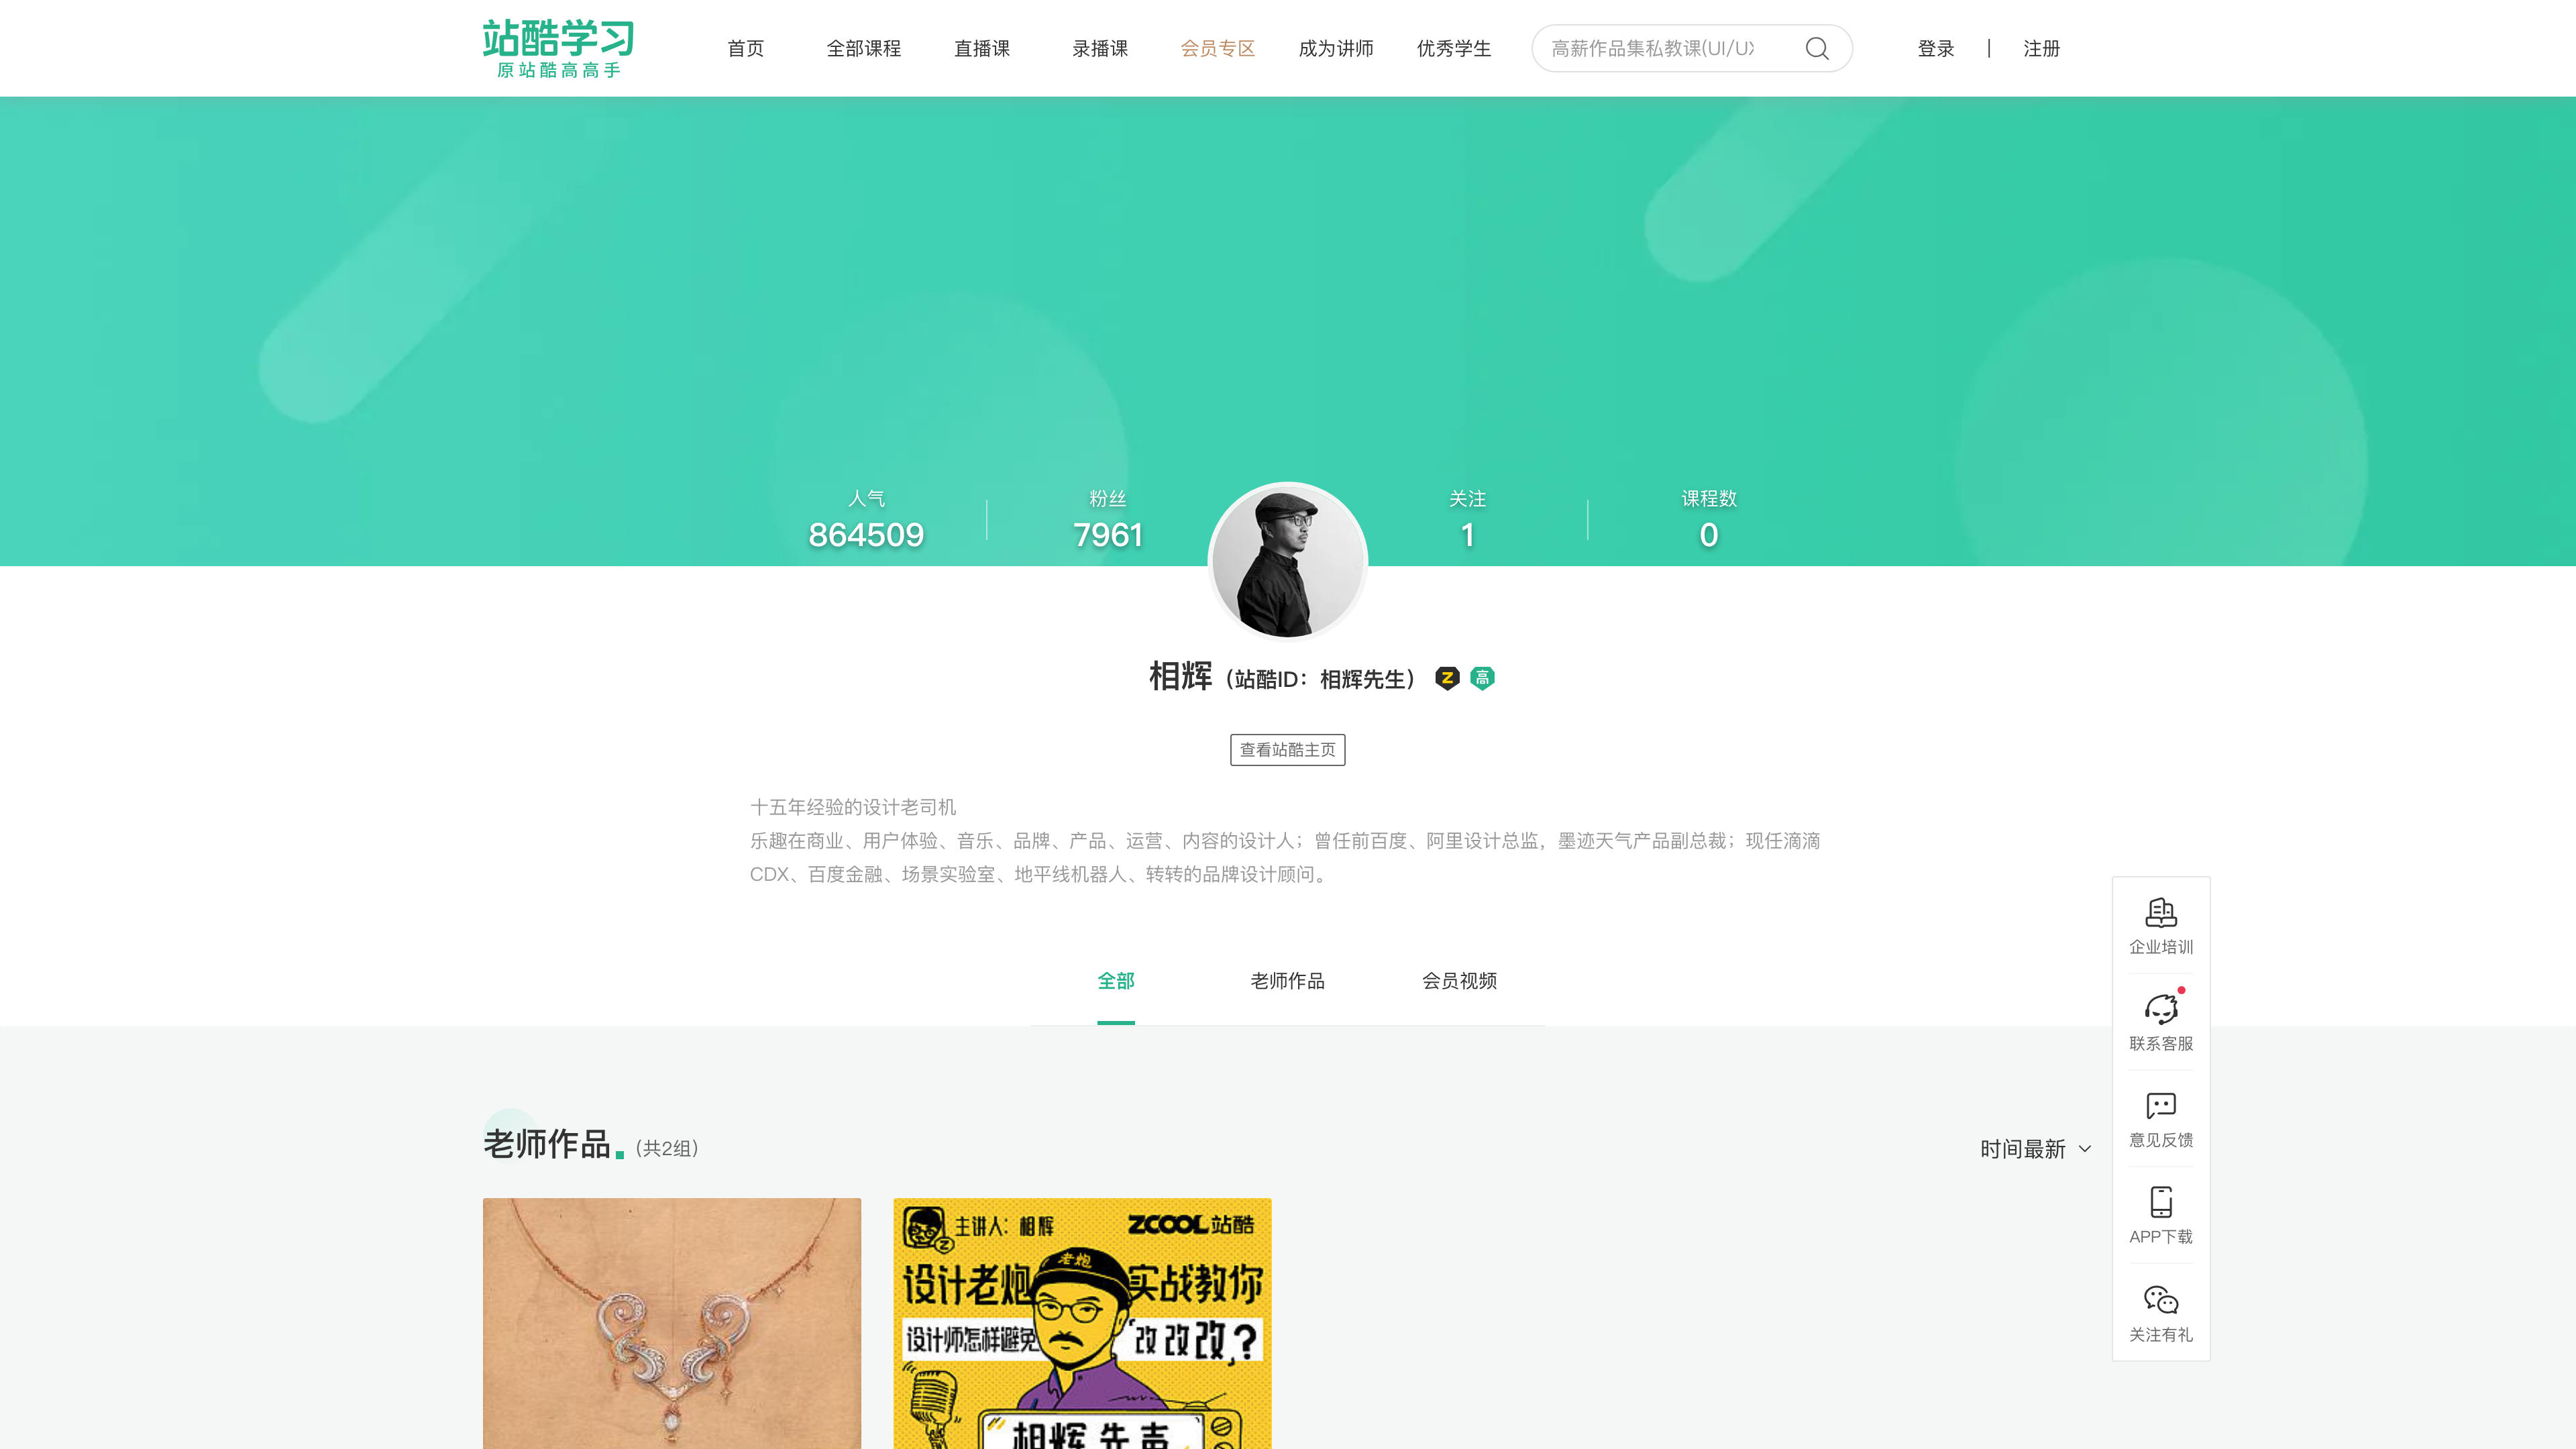 站酷学习
原站酷高高手
首页
全部课程
直播课
录播课
会员专区
成为讲师
优秀学生
高薪作品集私教课(UI/UX
登录
注册
人气
864509
粉丝
7961
关注
1
课程数
0
相辉（站酷ID：相辉先生）
Z
高
查看站酷主页
十五年经验的设计老司机
乐趣在商业、用户体验、音乐、品牌、产品、运营、内容的设计人；曾任前百度、阿里设计总监，墨迹天气产品副总裁；现任滴滴
CDX、百度金融、场景实验室、地平线机器人、转转的品牌设计顾问。
全部
老师作品
会员视频
老师作品（共2组）
时间最新
主讲人：相辉
ZCOOL站酷
Z
老炮
设计老炮 实战教你
设计师怎样避免 改改改，？
相辉先声
企业培训
联系客服
意见反馈
APP下载
关注有礼